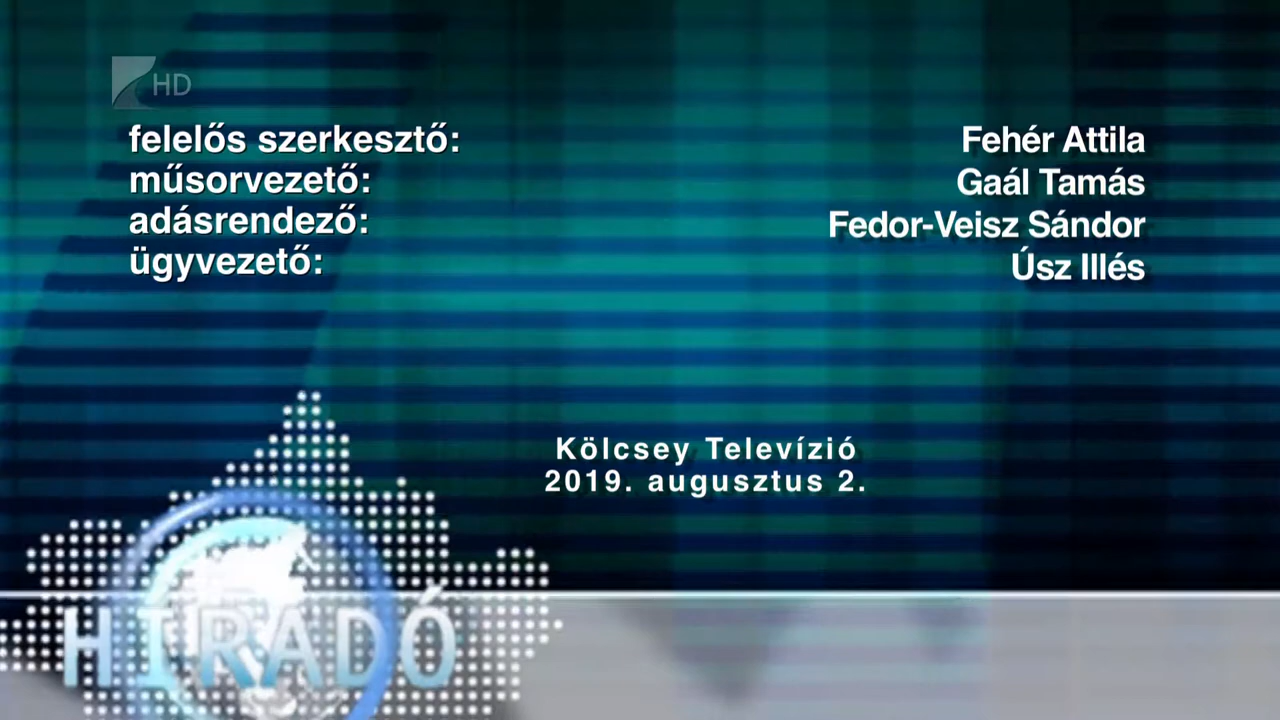 HD
felelős szerkesztő: Fehér Attila
műsorvezető: Gaál Tamás
adásrendező: Fedor-Veisz Sándor
ügyvezető: Úsz Illés
Kölcsey Televízió
2019. augusztus 2.
HÍRADÓ